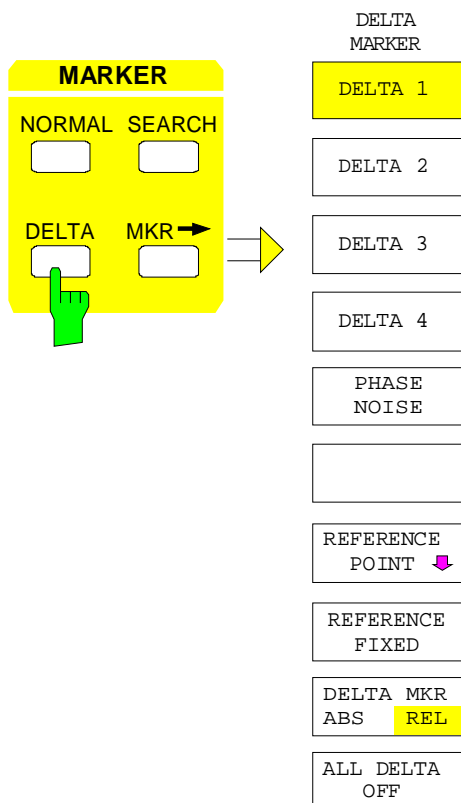 MARKER
NORMAL SEARCH
DELTA MKR
DELTA
MARKER
DELTA 1
DELTA 2
DELTA 3
DELTA 4
PHASE
NOISE
REFERENCE
POINT
REFERENCE
FIXED
DELTA MKR
ABS REL
ALL DELTA
OFF